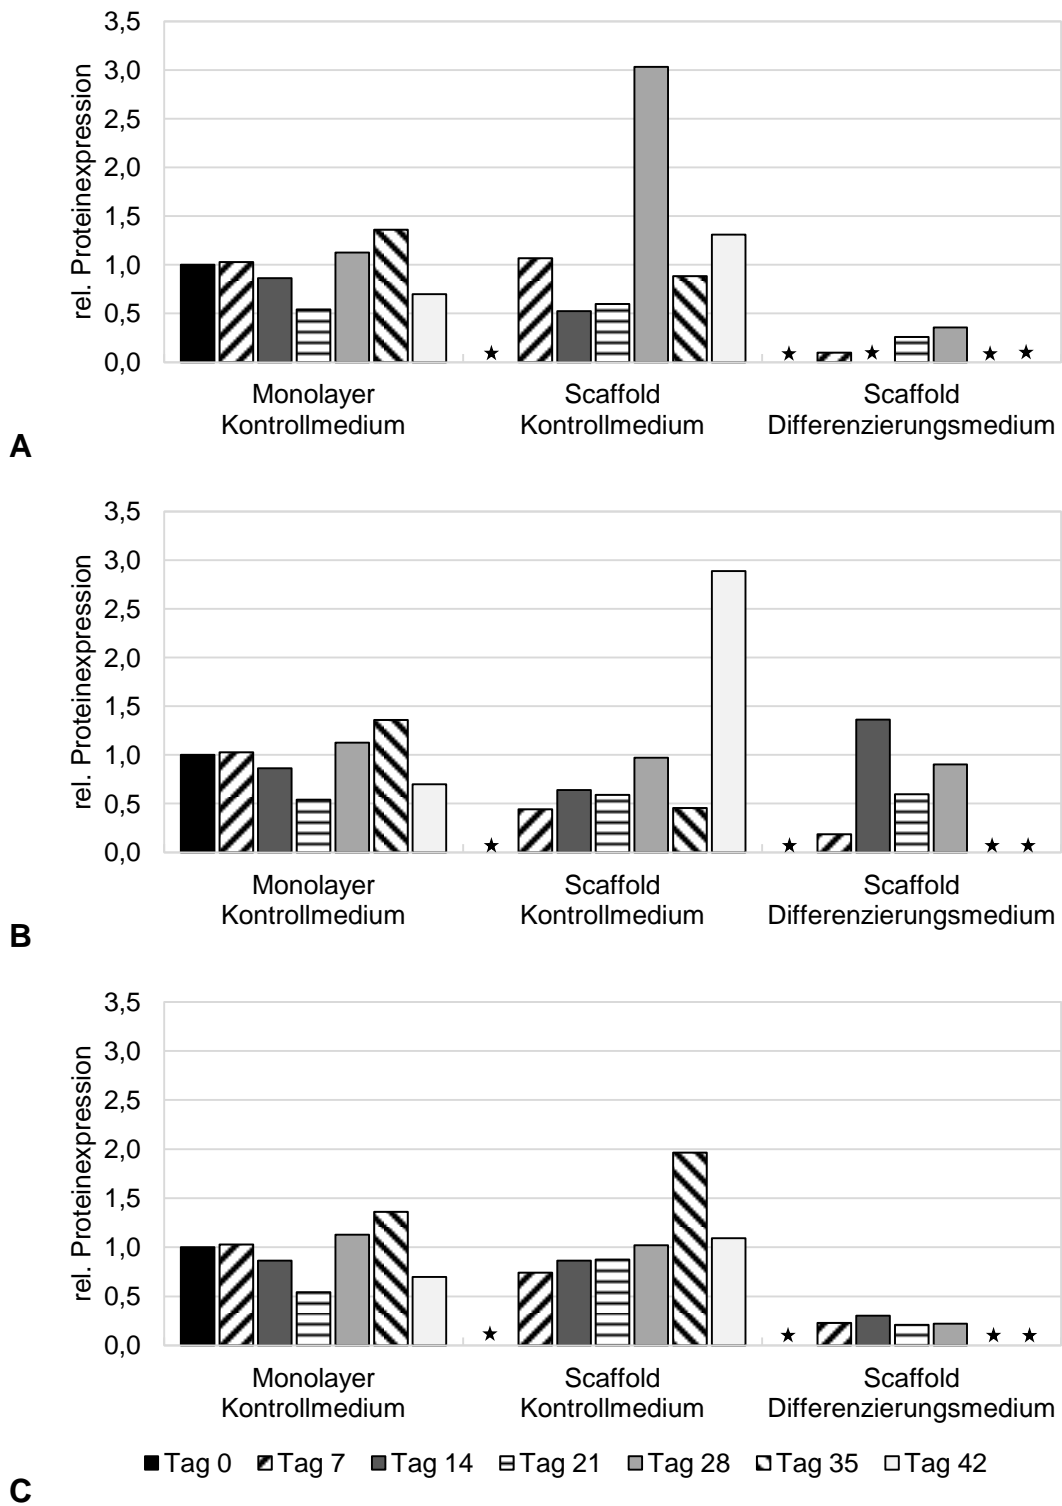 3,5
3,0
2,5
2,0
1,5
1,0
0,5
0,0
rel. Proteinexpression
Monolayer Kontrollmedium
Scaffold Kontrollmedium
Scaffold Differenzierungsmedium
A
3,5
3,0
2,5
2,0
1,5
1,0
0,5
0,0
rel. Proteinexpression
Monolayer Kontrollmedium
Scaffold Kontrollmedium
Scaffold Differenzierungsmedium
B
3,5
3,0
2,5
2,0
1,5
1,0
0,5
0,0
rel. Proteinexpression
Monolayer Kontrollmedium
Scaffold Kontrollmedium
Scaffold Differenzierungsmedium
Tag 0 Tag 7 Tag 14 Tag 21 Tag 28 Tag 35 Tag 42
C